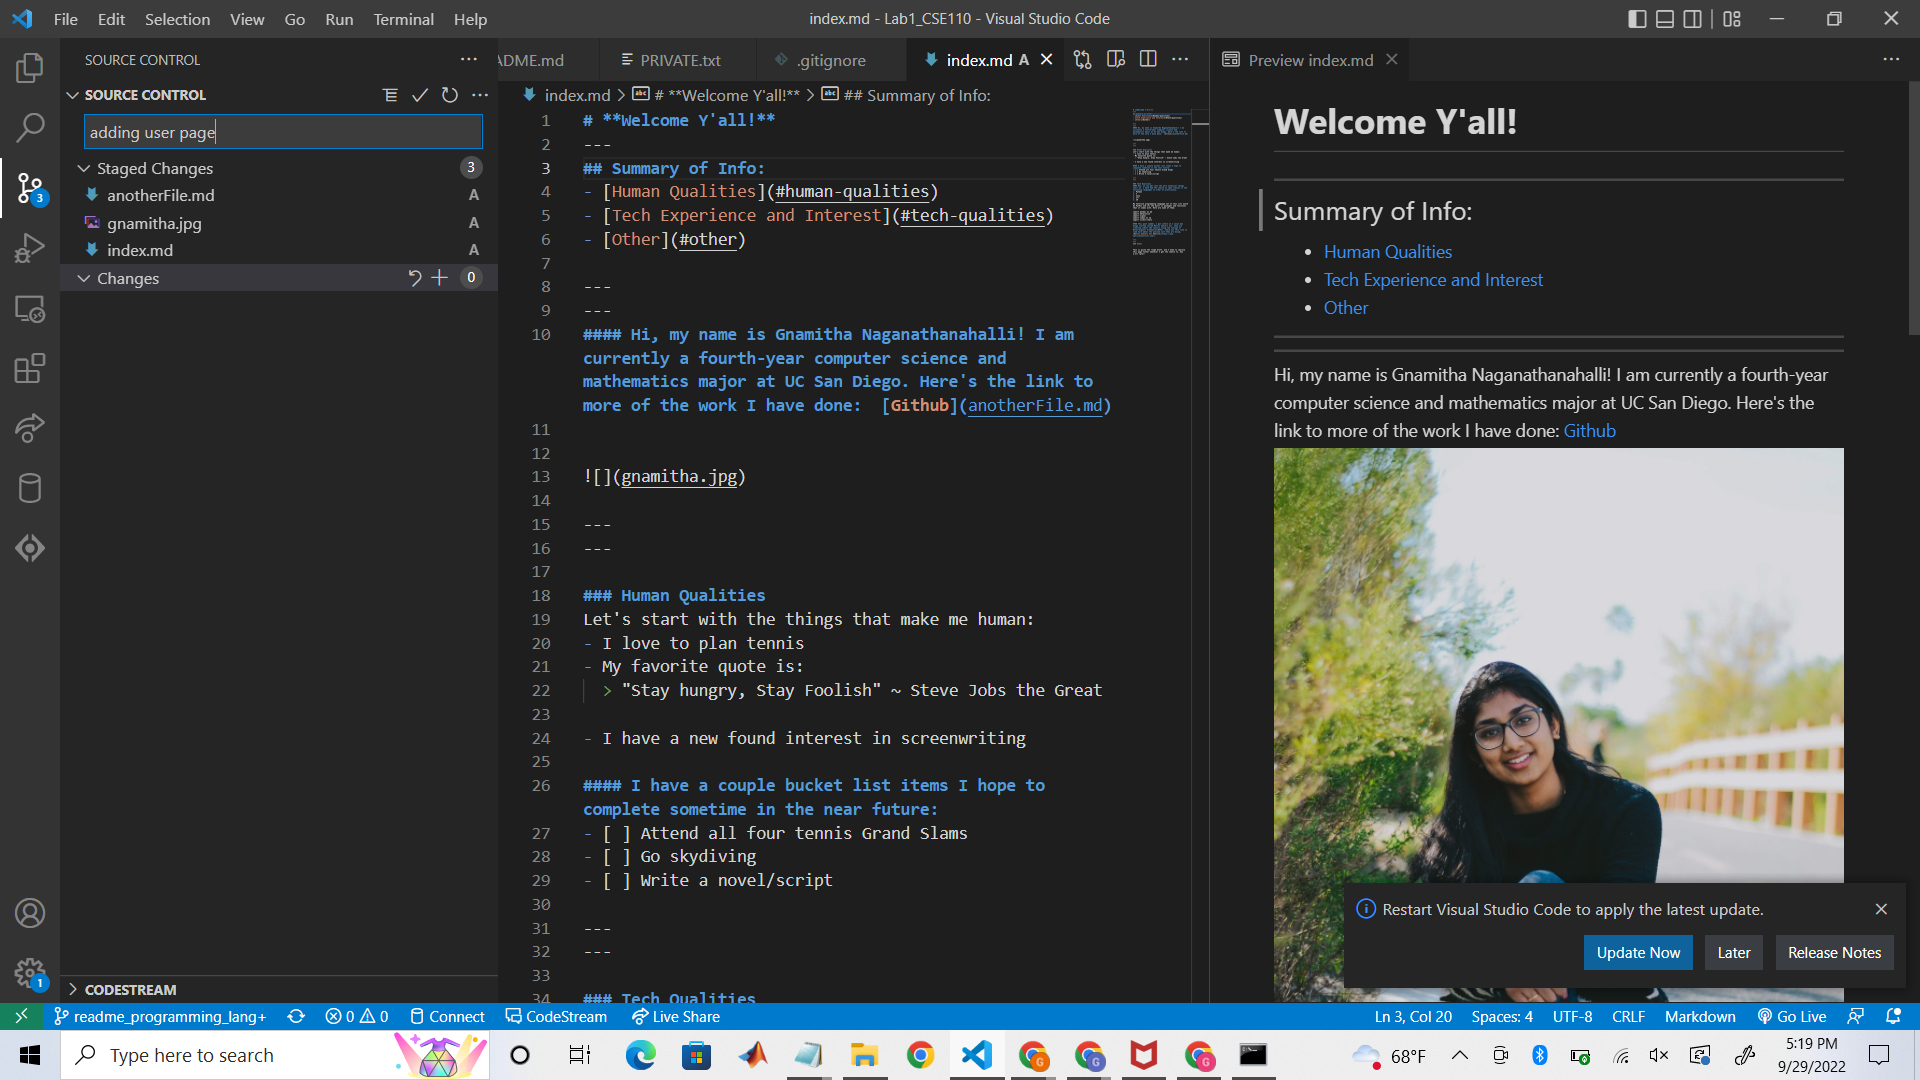 File Edit Selection View Go Run Terminal Help
index.md - Lab1_CSE110 - Visual Studio Code
SOURCE CONTROL
SOURCE CONTROL
adding user page
Staged Changes 3
anotherFile.md A
gnamitha.jpg A
index.md A
Changes 0
CODESTREAM
3
1
ADME.md PRIVATE.txt .gitignore index.md A
index.md > # **Welcome Y'all!** > ## Summary of Info:
1 # **Welcome Y'all!**
2 ---
3 ## Summary of Info:
4 - [Human Qualities](#human-qualities)
5 - [Tech Experience and Interest](#tech-qualities)
6 - [Other](#other)
7
8 ---
9 ---
10 #### Hi, my name is Gnamitha Naganathanahalli! I am
currently a fourth-year computer science and
mathematics major at UC San Diego. Here's the link to
more of the work I have done:  [Github](anotherFile.md)
11
12
13 ![](gnamitha.jpg)
14
15 ---
16 ---
17
18 ### Human Qualities
19 Let's start with the things that make me human:
20 - I love to plan tennis
21 - My favorite quote is:
22 > "Stay hungry, Stay Foolish" ~ Steve Jobs the Great
23
24 - I have a new found interest in screenwriting
25
26 #### I have a couple bucket list items I hope to
complete sometime in the near future:
27 - [ ] Attend all four tennis Grand Slams
28 - [ ] Go skydiving
29 - [ ] Write a novel/script
30
31 ---
32 ---
33
34 ### Tech Qualities
Preview index.md
Welcome Y'all!
Summary of Info:
• Human Qualities
• Tech Experience and Interest
• Other
Hi, my name is Gnamitha Naganathanahalli! I am currently a fourth-year
computer science and mathematics major at UC San Diego. Here's the
link to more of the work I have done: Github
Restart Visual Studio Code to apply the latest update.
Update Now Later Release Notes
readme_programming_lang+ 0 0 Connect CodeStream Live Share
Ln 3, Col 20 Spaces: 4 UTF-8 CRLF Markdown Go Live
Type here to search
68°F
5:19 PM
9/29/2022